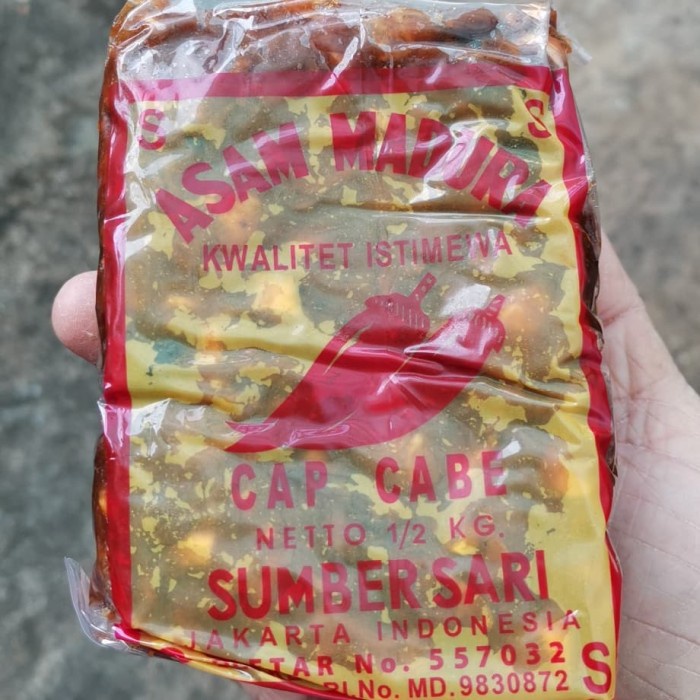 S S
ASAM MADURA
KWALITET ISTIMEWA
CAP CABE
NETTO 1/2 KG.
SUMBER SARI
JAKARTA INDONESIA
No. 557032
S S
No. MD. 9830872